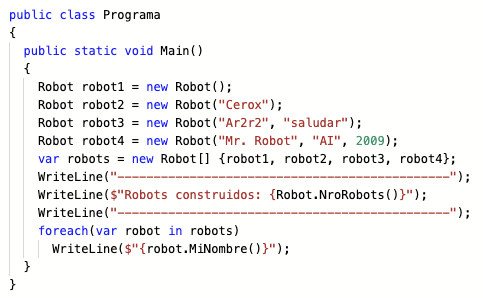 public class Programa
{
  public static void Main()
  {
    Robot robot1 = new Robot();
    Robot robot2 = new Robot("Cerox");
    Robot robot3 = new Robot("Ar2r2", "saludar");
    Robot robot4 = new Robot("Mr. Robot", "AI", 2009);
    var robots = new Robot[] {robot1, robot2, robot3, robot4};
    WriteLine("----------------------------------------------");
    WriteLine($"Robots construidos: {Robot.NroRobots()}");
    WriteLine("----------------------------------------------");
    foreach(var robot in robots)
      WriteLine($"{robot.MiNombre()}");
  }
}